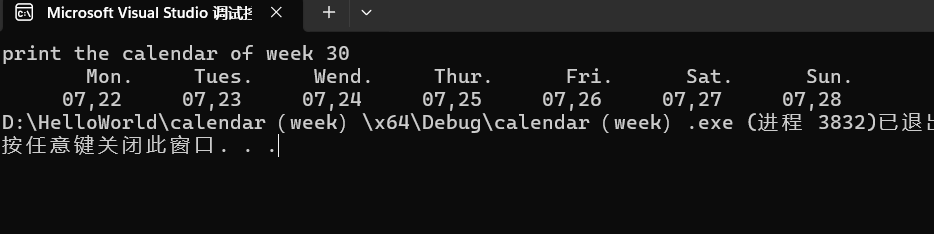 Microsoft Visual Studio 调试
print the calendar of week 30
Mon. Tues. Wend. Thur. Fri. Sat. Sun.
07,22 07,23 07,24 07,25 07,26 07,27 07,28
D:\HelloWorld\calendar（week）\x64\Debug\calendar（week）.exe (进程 3832)已退出
按任意键关闭此窗口. . .